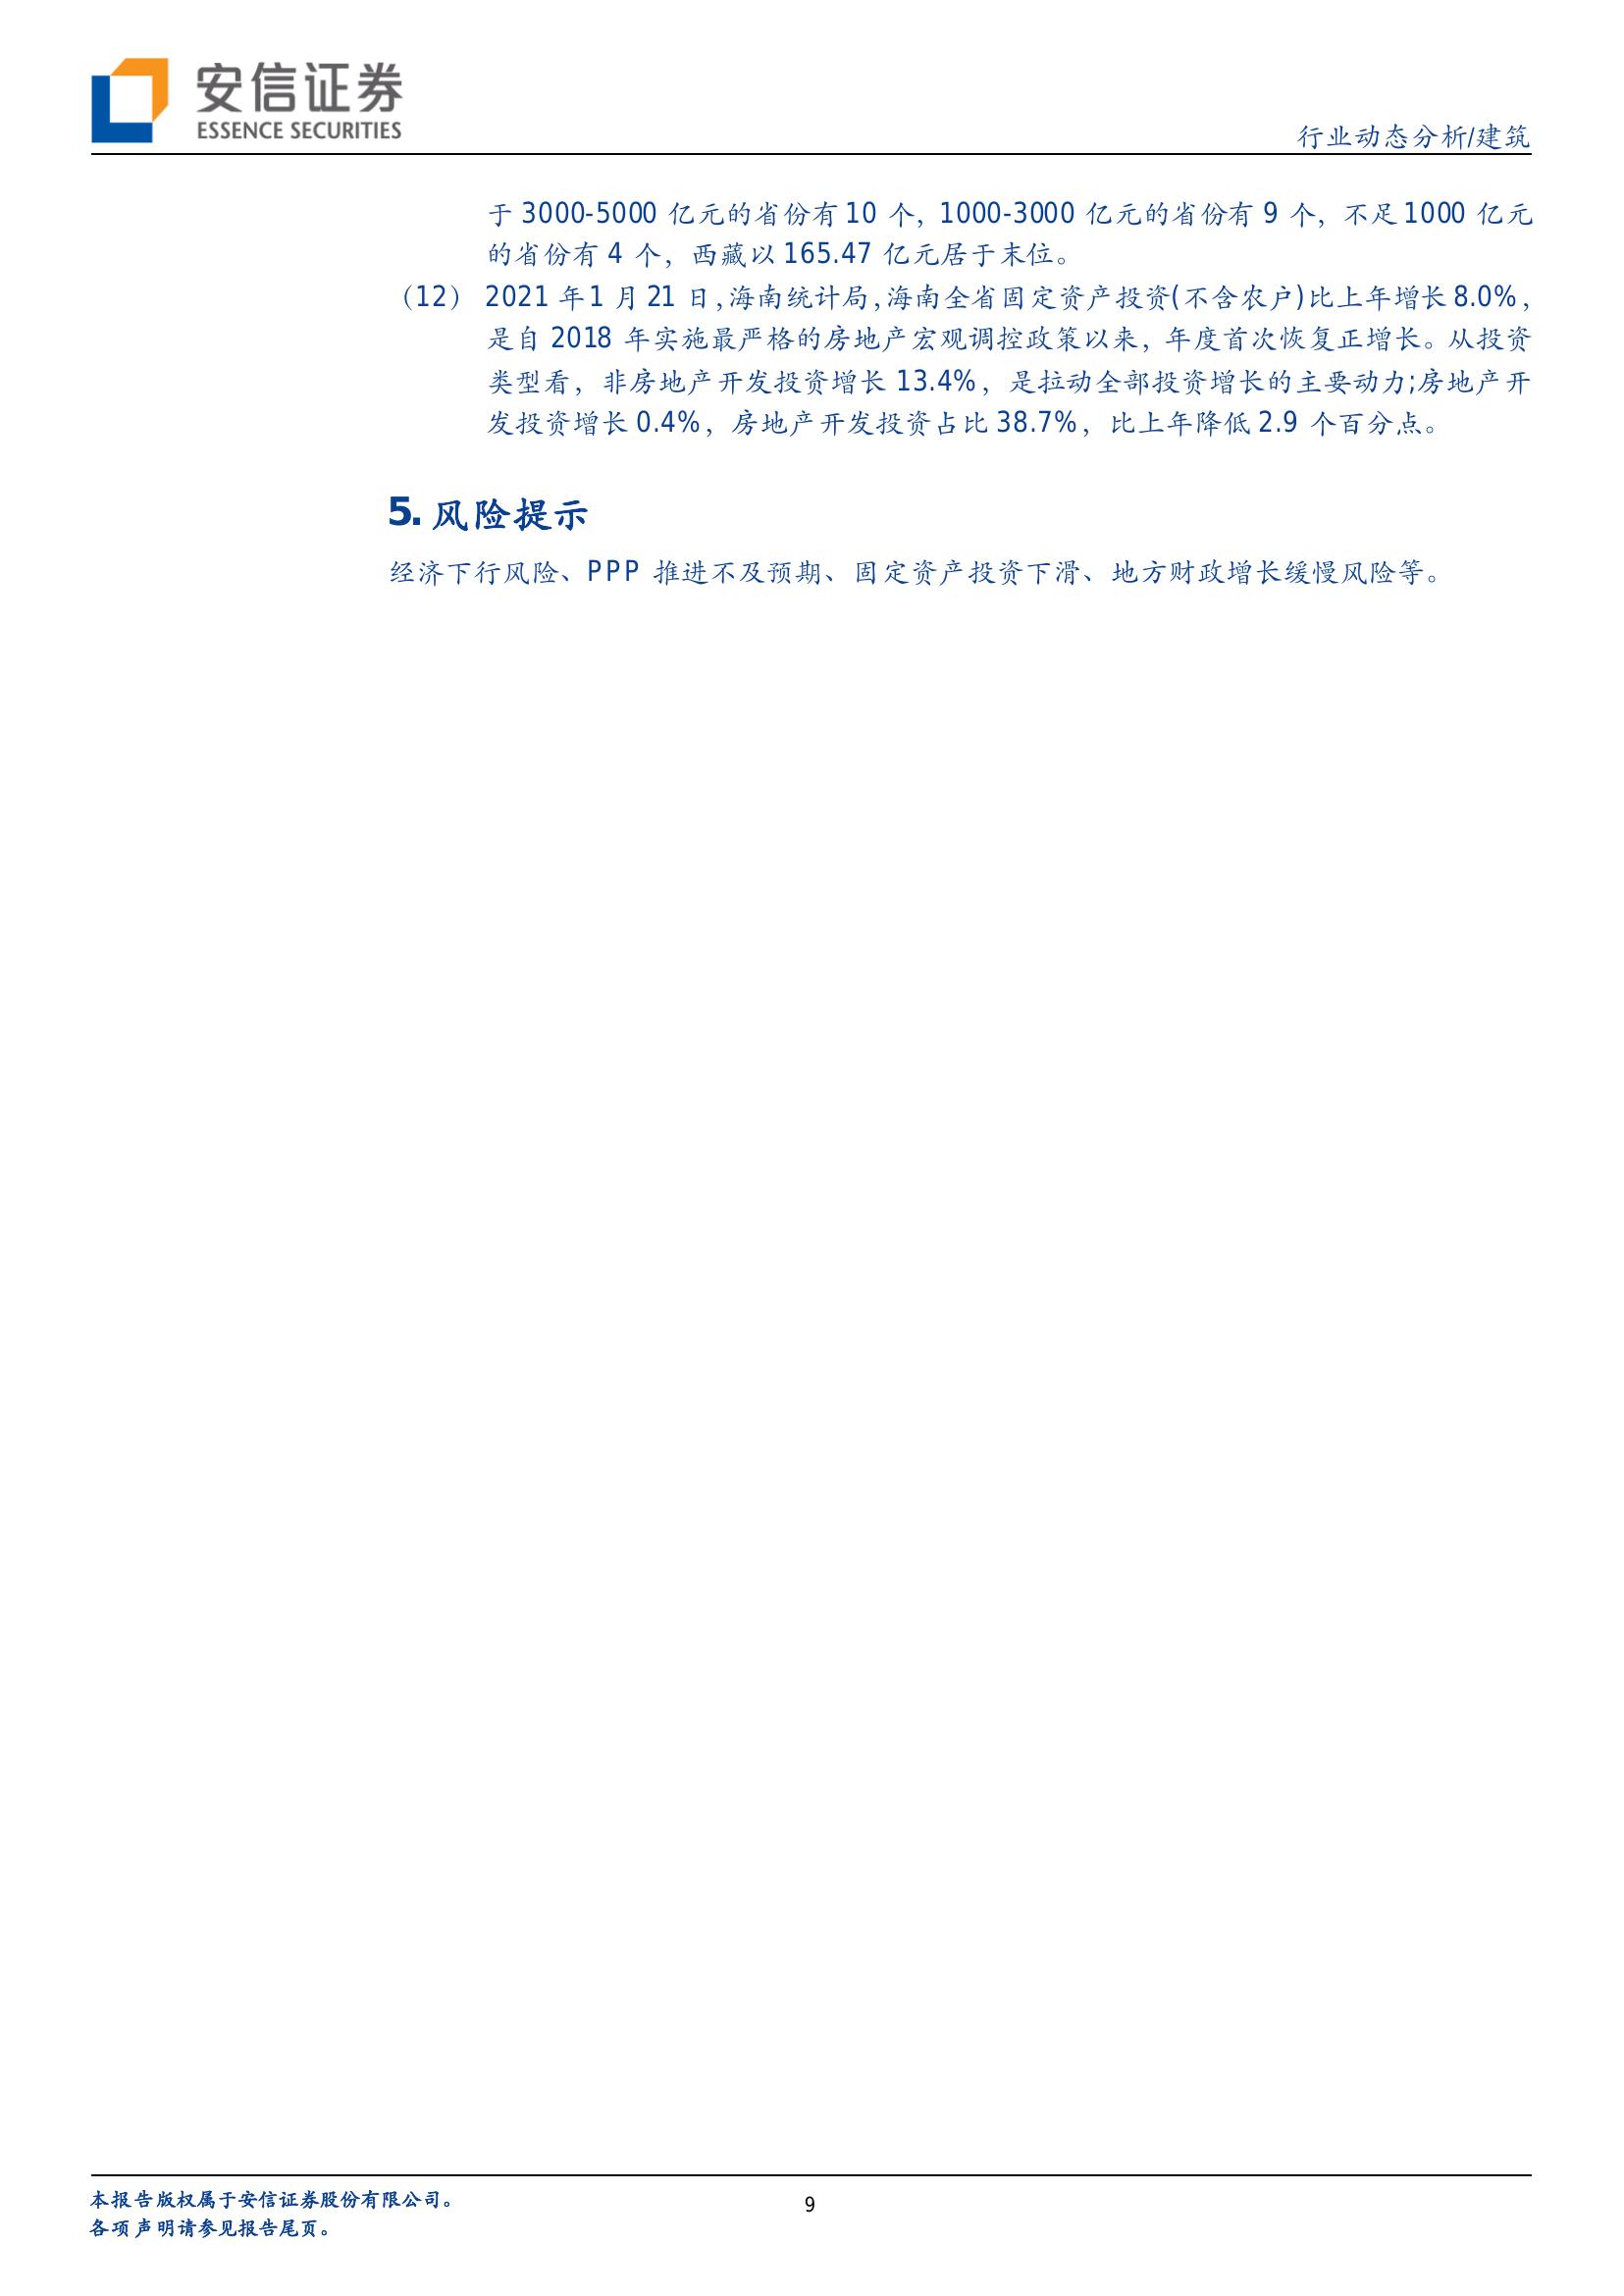 安信证券
ESSENCE SECURITIES
行业动态分析/建筑
于 3000-5000 亿元的省份有 10 个，1000-3000 亿元的省份有 9 个，不足 1000 亿元
的省份有 4 个，西藏以 165.47 亿元居于末位。
（12） 2021 年 1 月 21 日,海南统计局,海南全省固定资产投资(不含农户)比上年增长 8.0%，
是自 2018 年实施最严格的房地产宏观调控政策以来，年度首次恢复正增长。从投资
类型看，非房地产开发投资增长 13.4%，是拉动全部投资增长的主要动力;房地产开
发投资增长 0.4%，房地产开发投资占比 38.7%，比上年降低 2.9 个百分点。
5. 风险提示
经济下行风险、PPP 推进不及预期、固定资产投资下滑、地方财政增长缓慢风险等。
本报告版权属于安信证券股份有限公司。
各项声明请参见报告尾页。
9